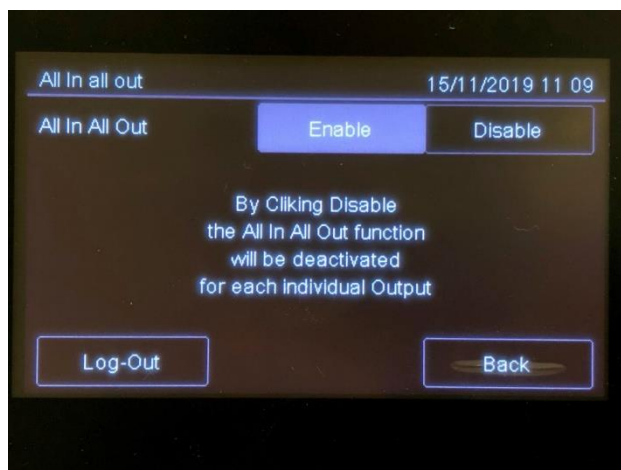 All In all out
15/11/2019 11 09
All In All Out
Enable
Disable
By Cliking Disable
the All In All Out function
will be deactivated
for each individual Output
Log-Out
Back